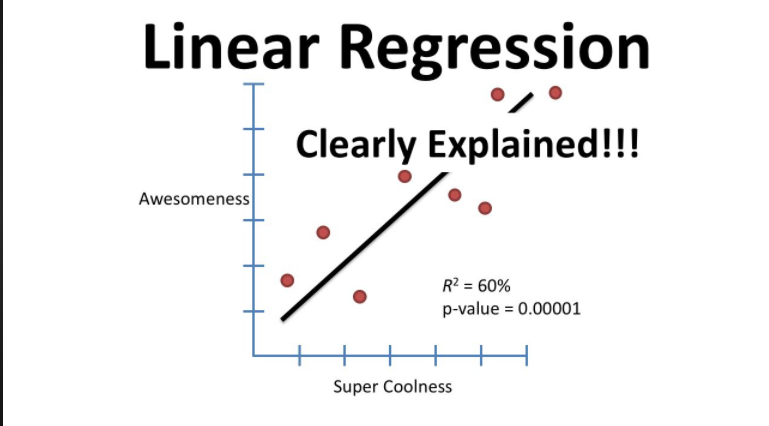 Linear Regression
Clearly Explained!!!
Awesomeness
R² = 60%
p-value = 0.00001
Super Coolness